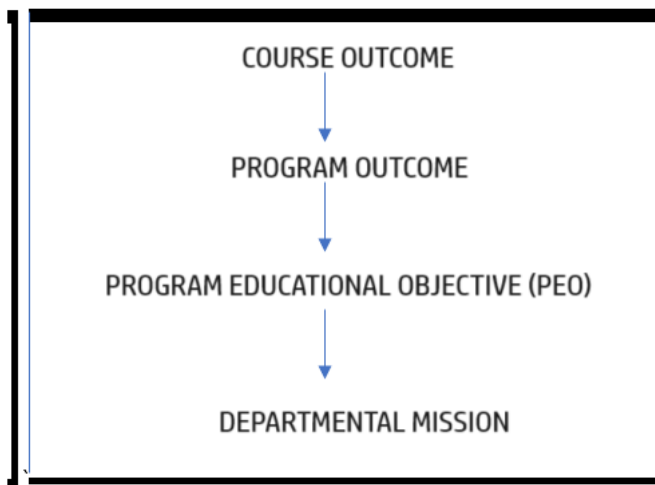 COURSE OUTCOME
PROGRAM OUTCOME
PROGRAM EDUCATIONAL OBJECTIVE (PEO)
DEPARTMENTAL MISSION
`